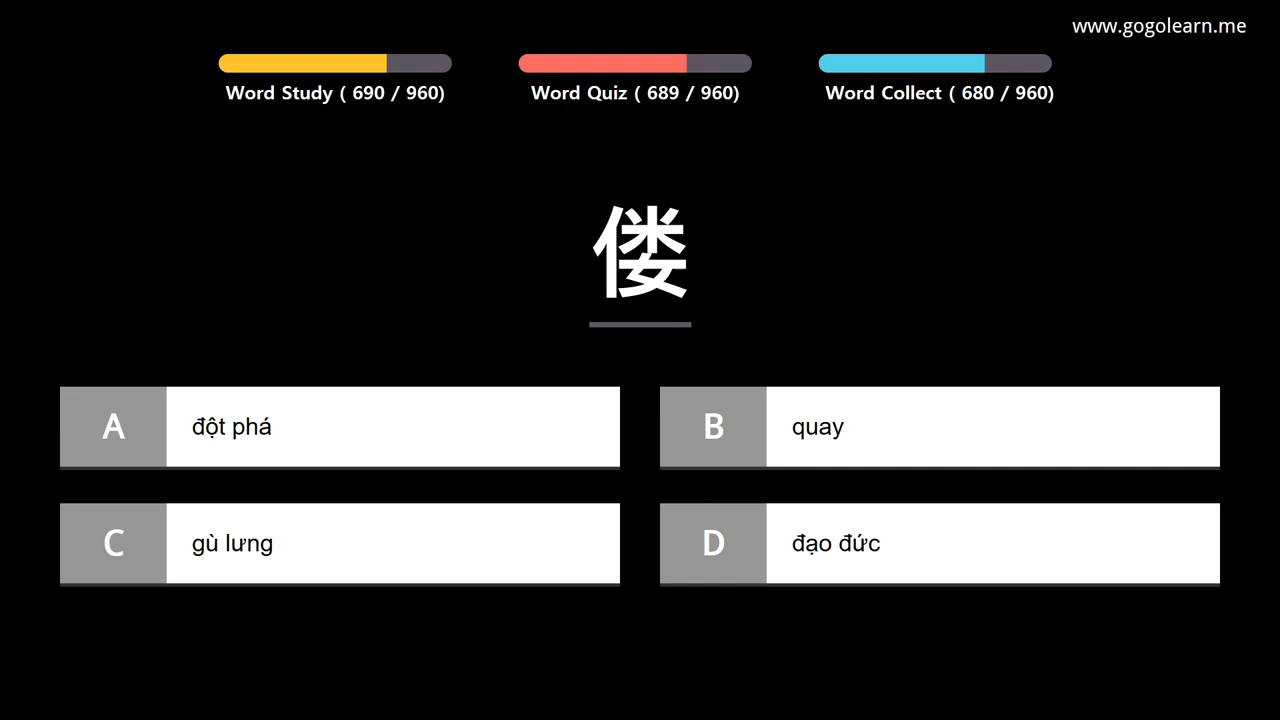 www.gogolearn.me
Word Study ( 690 / 960)
Word Quiz ( 689 / 960)
Word Collect ( 680 / 960)
偻
A đột phá
B quay
C gù lưng
D đạo đức